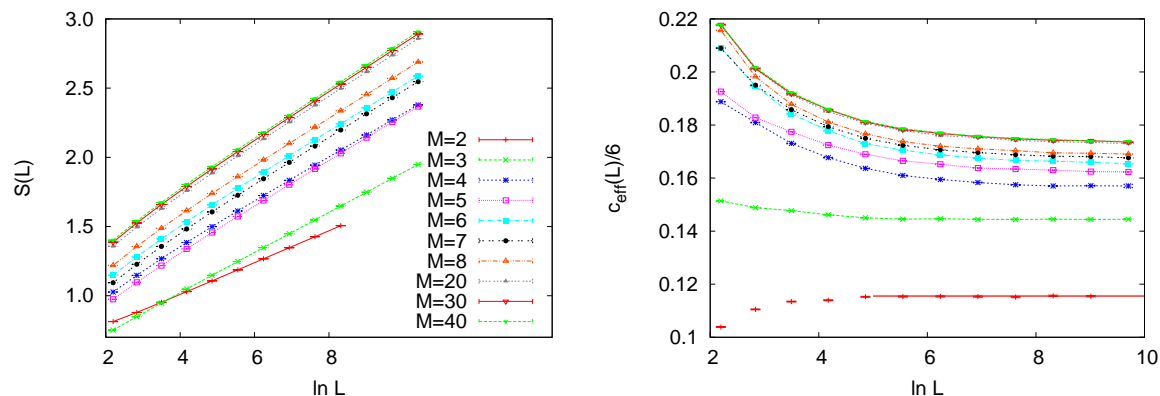 3.0
2.5
2.0
1.5
1.0
S(L)
2
4
6
8
ln L
M=2
M=3
M=4
M=5
M=6
M=7
M=8
M=20
M=30
M=40
0.22
0.2
0.18
0.16
0.14
0.12
0.1
c_eff(L)/6
2
4
6
8
10
ln L